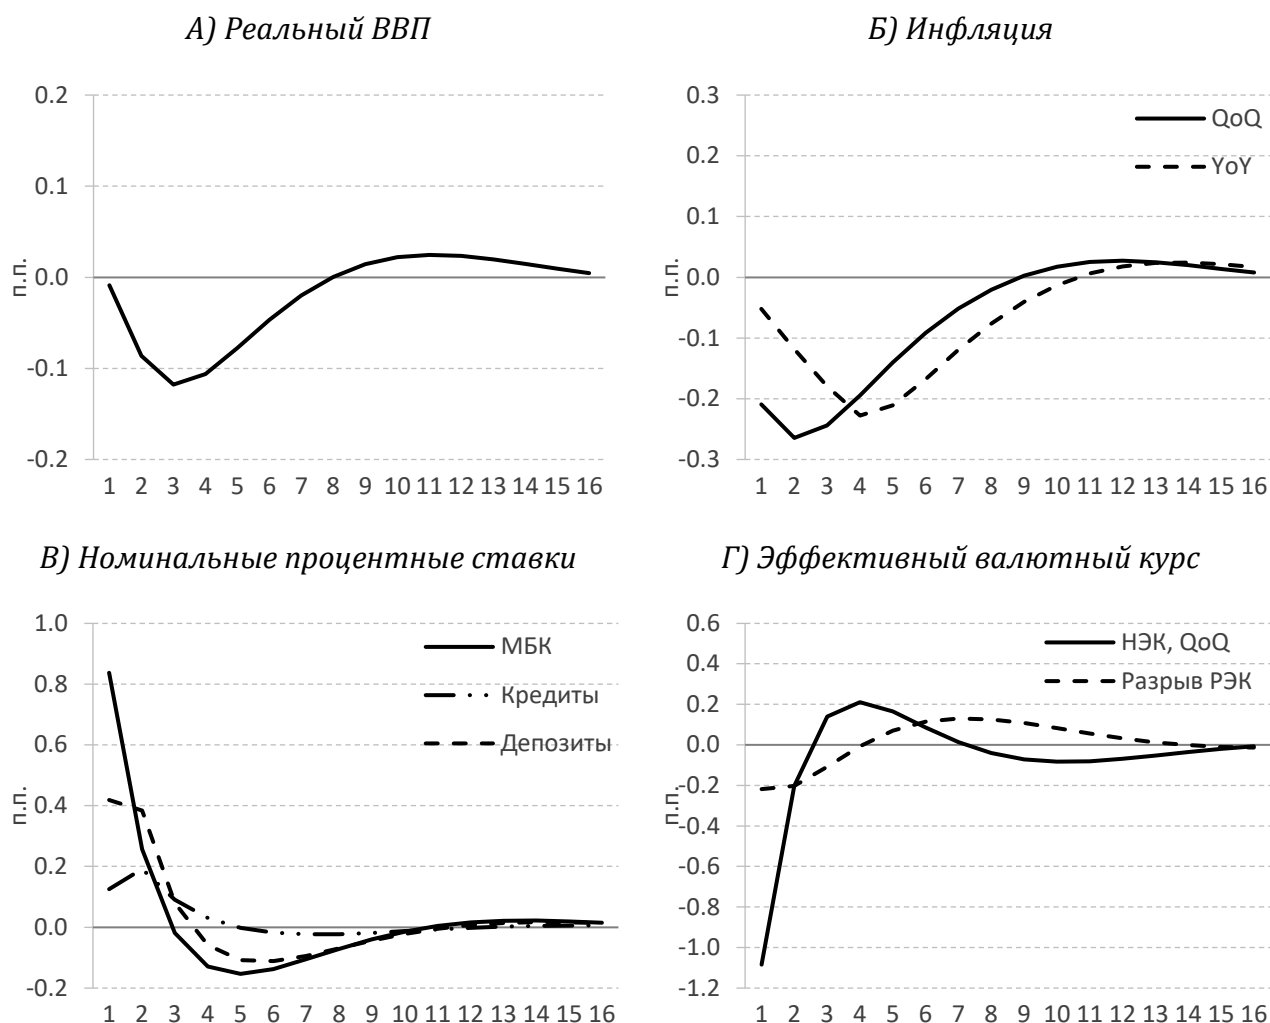 А) Реальный ВВП
0.2
0.1
0.0
-0.1
-0.2
п.п.
1 2 3 4 5 6 7 8 9 10 11 12 13 14 15 16
Б) Инфляция
0.3
0.2
0.1
0.0
-0.1
-0.2
-0.3
п.п.
QoQ
YoY
1 2 3 4 5 6 7 8 9 10 11 12 13 14 15 16
В) Номинальные процентные ставки
1.0
0.8
0.6
0.4
0.2
0.0
-0.2
п.п.
МБК
Кредиты
Депозиты
1 2 3 4 5 6 7 8 9 10 11 12 13 14 15 16
Г) Эффективный валютный курс
0.6
0.4
0.2
0.0
-0.2
-0.4
-0.6
-0.8
-1.0
-1.2
п.п.
НЭК, QoQ
Разрыв РЭК
1 2 3 4 5 6 7 8 9 10 11 12 13 14 15 16